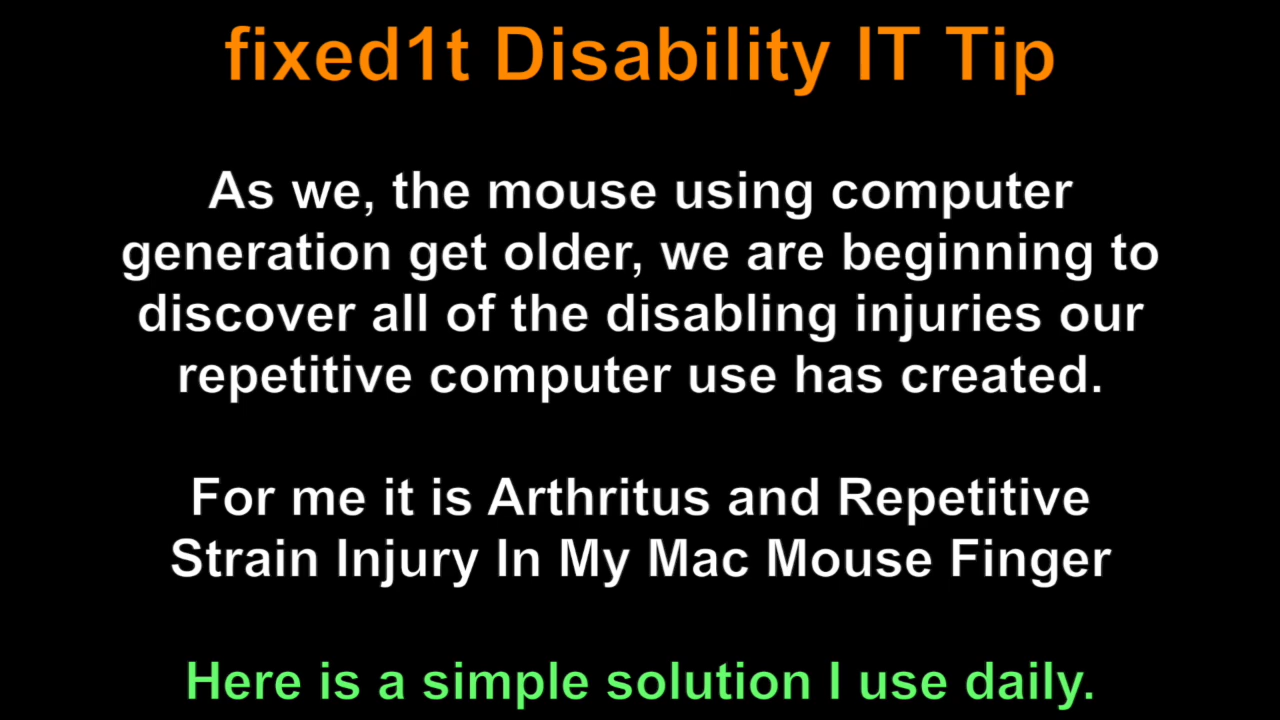 fixed1t Disability IT Tip
As we, the mouse using computer
generation get older, we are beginning to
discover all of the disabling injuries our
repetitive computer use has created.
For me it is Arthritus and Repetitive
Strain Injury In My Mac Mouse Finger
Here is a simple solution I use daily.